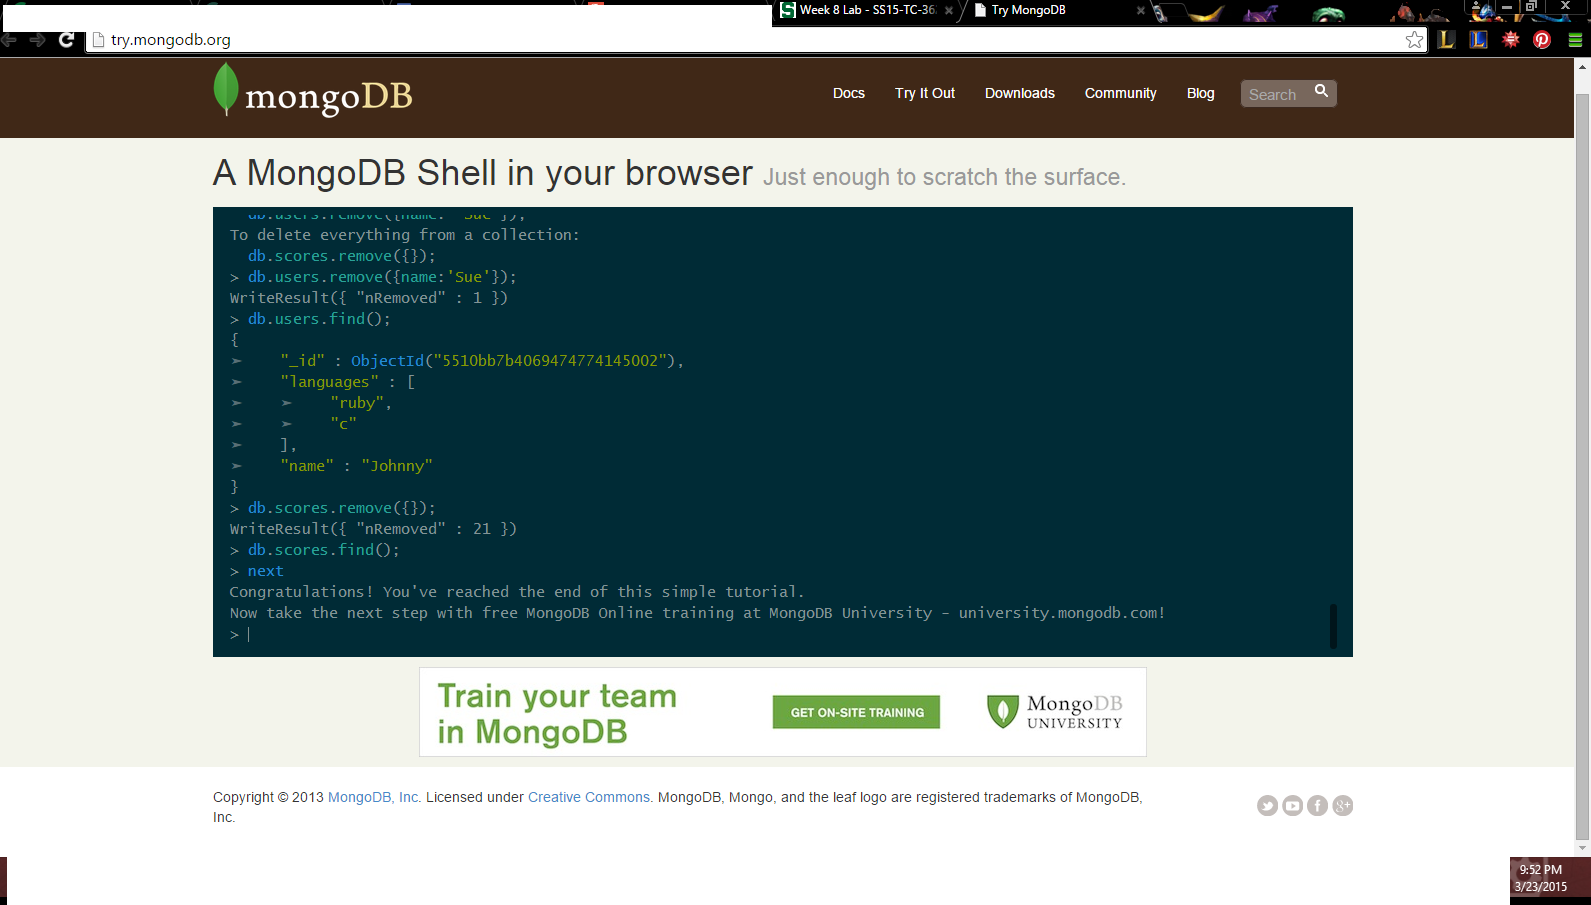 Week 8 Lab - SS15-TC-36
Try MongoDB
try.mongodb.org
mongoDB
Docs
Try It Out
Downloads
Community
Blog
Search
A MongoDB Shell in your browser Just enough to scratch the surface.
db.users.remove({name: 'Sue'});
To delete everything from a collection:
db.scores.remove({});
> db.users.remove({name:'Sue'});
WriteResult({ "nRemoved" : 1 })
> db.users.find();
{
➤ "_id" : ObjectId("5510bb7b4069474774145002"),
➤ "languages" : [
➤ ➤ "ruby",
➤ ➤ "c"
➤ ],
➤ "name" : "Johnny"
}
> db.scores.remove({});
WriteResult({ "nRemoved" : 21 })
> db.scores.find();
> next
Congratulations! You've reached the end of this simple tutorial.
Now take the next step with free MongoDB Online training at MongoDB University - university.mongodb.com!
>
Train your team
in MongoDB
GET ON-SITE TRAINING
MongoDB
UNIVERSITY
Copyright © 2013 MongoDB, Inc. Licensed under Creative Commons. MongoDB, Mongo, and the leaf logo are registered trademarks of MongoDB,
Inc.
9:52 PM
3/23/2015